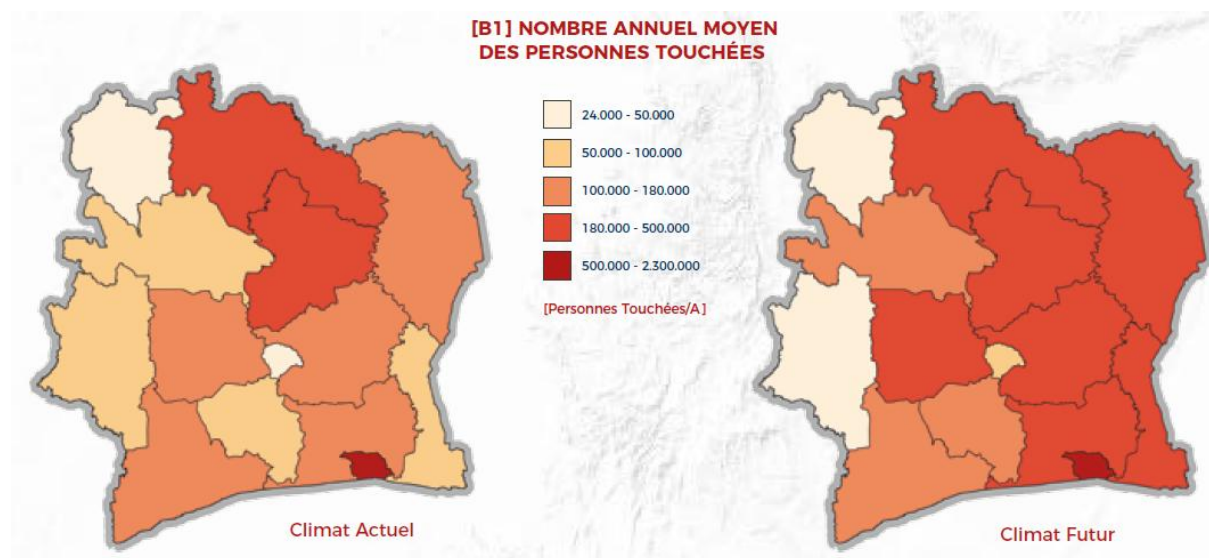 [B1] NOMBRE ANNUEL MOYEN
DES PERSONNES TOUCHÉES
24.000 - 50.000
50.000 - 100.000
100.000 - 180.000
180.000 - 500.000
500.000 - 2.300.000
[Personnes Touchées/A]
Climat Actuel
Climat Futur